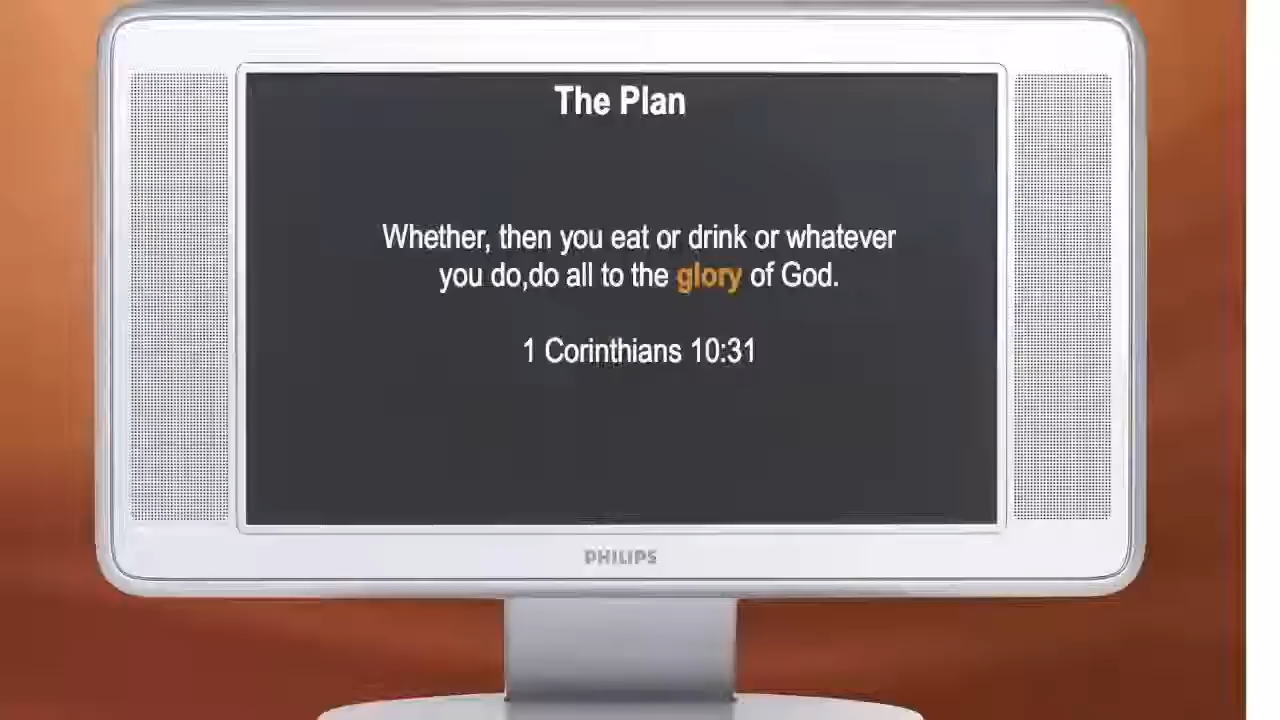 The Plan
Whether, then you eat or drink or whatever
you do,do all to the glory of God.
1 Corinthians 10:31
PHILIPS